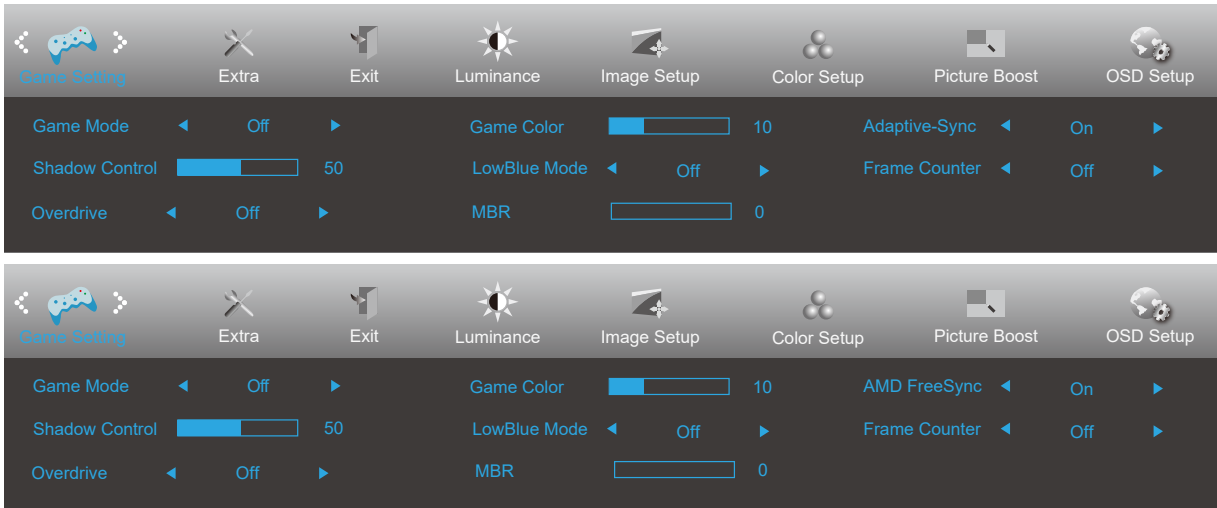 Game Setting Extra Exit Luminance Image Setup Color Setup Picture Boost OSD Setup
Game Mode Off Game Color 10 Adaptive-Sync On
Shadow Control 50 LowBlue Mode Off Frame Counter Off
Overdrive Off MBR 0
Game Setting Extra Exit Luminance Image Setup Color Setup Picture Boost OSD Setup
Game Mode Off Game Color 10 AMD FreeSync On
Shadow Control 50 LowBlue Mode Off Frame Counter Off
Overdrive Off MBR 0